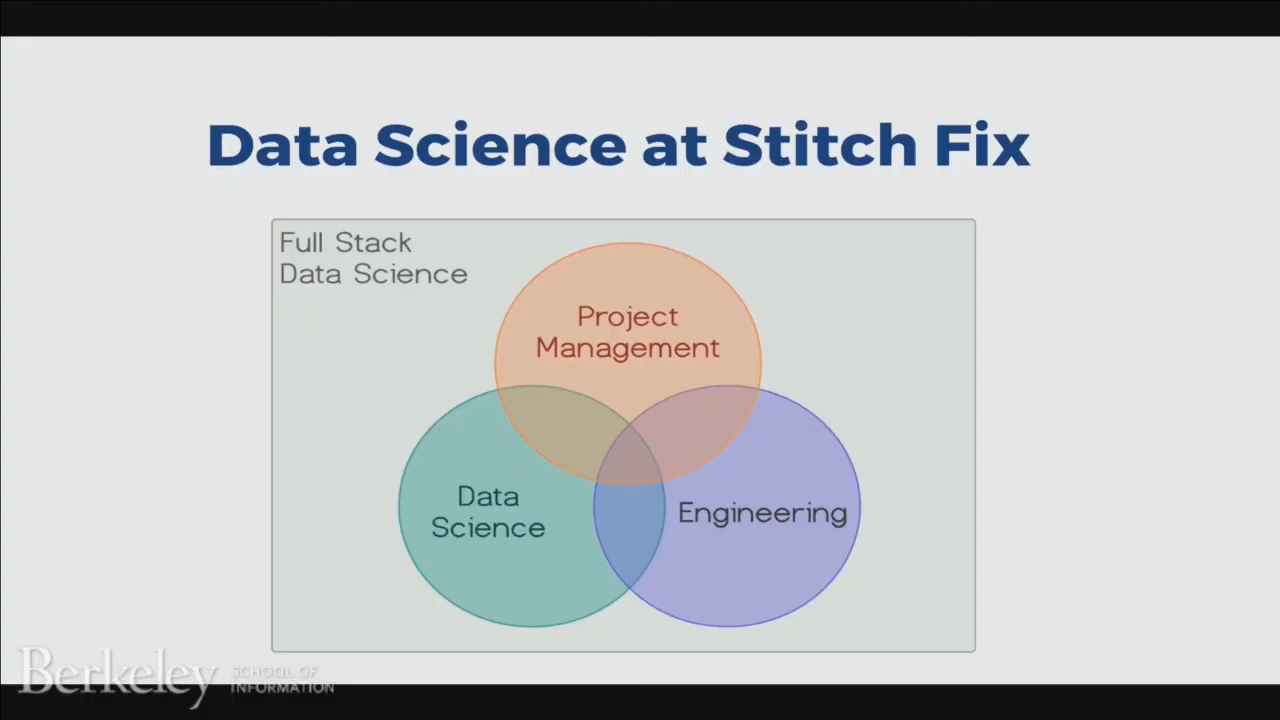 Data Science at Stitch Fix
Full Stack
Data Science
Project
Management
Data
Science
Engineering
Berkeley
SCHOOL OF
INFORMATION